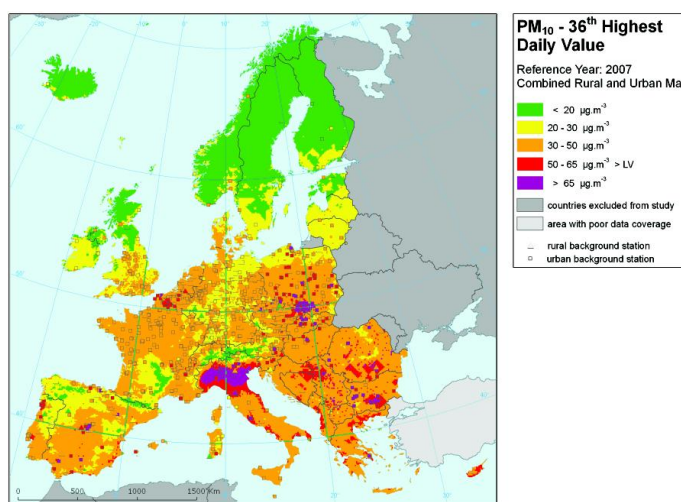 PM₁₀ - 36ᵗʰ Highest
Daily Value
Reference Year: 2007
Combined Rural and Urban Ma
< 20 µg.m⁻³
20 - 30 µg.m⁻³
30 - 50 µg.m⁻³
50 - 65 µg.m⁻³ > LV
> 65 µg.m⁻³
countries excluded from study
area with poor data coverage
rural background station
urban background station
0 500 1000 1500 Km